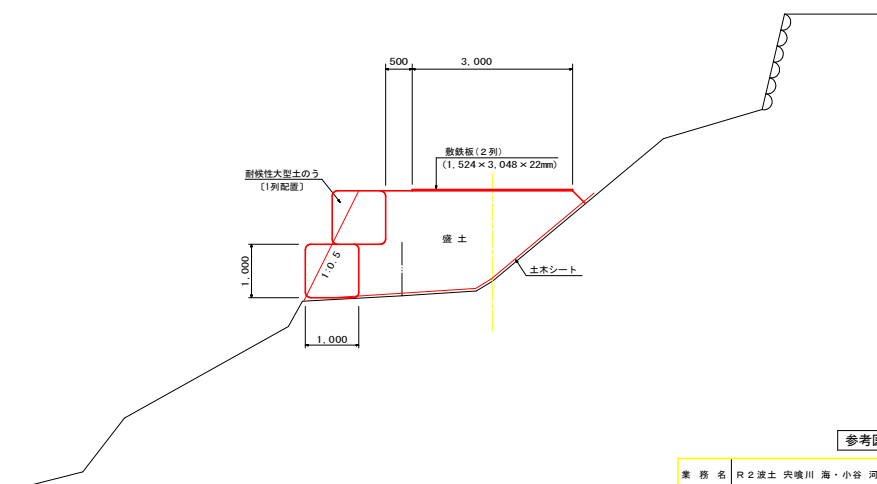 500
3,000
敷鉄板(2列)
(1,524×3,048×22mm)
耐候性大型土のう
〔1列配置〕
盛 土
1:0.5
1,000
土木シート
1,000
参考図
業 務 名 R2波土 宍喰川 海・小谷 河